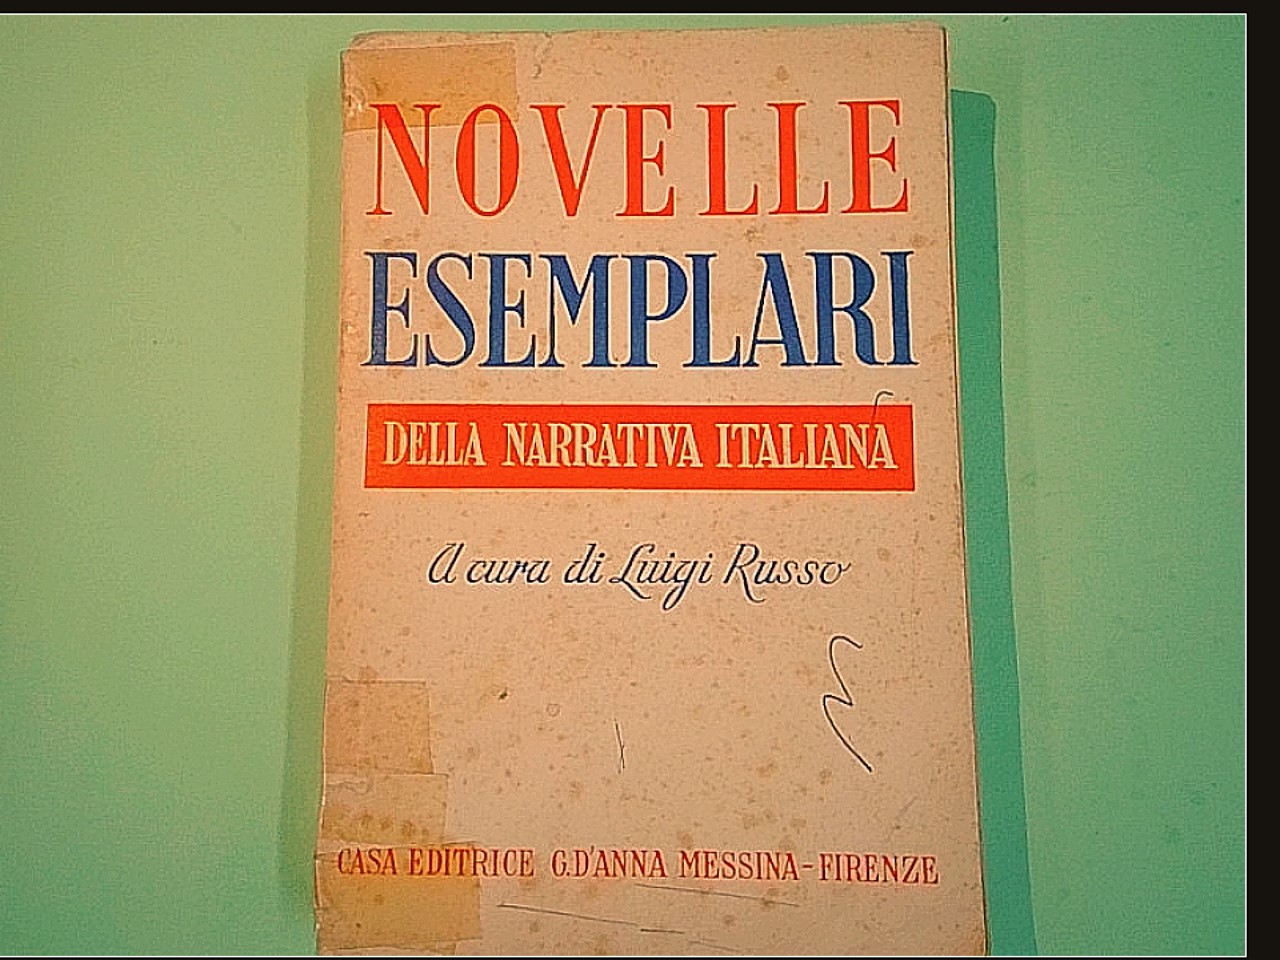 NOVELLE
ESEMPLARI
DELLA NARRATIVA ITALIANA
A cura di Luigi Russo
CASA EDITRICE G. D'ANNA MESSINA-FIRENZE